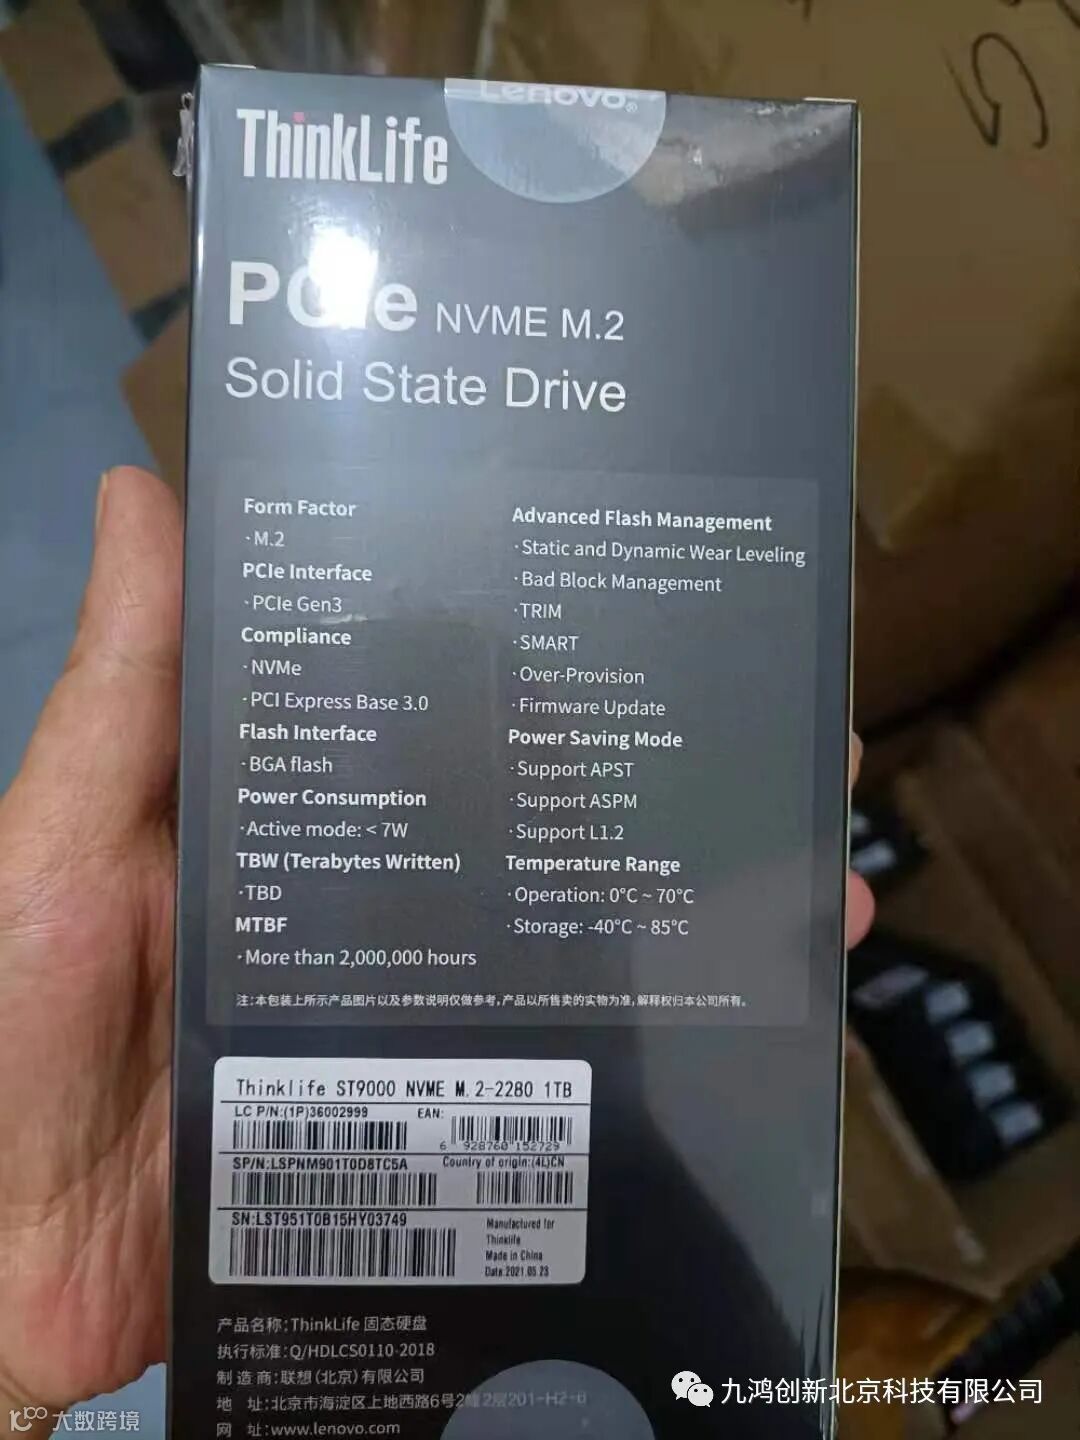 Lenovo®
ThinkLife
PCIe NVME M.2
Solid State Drive
Form Factor
·M.2
PCIe Interface
·PCIe Gen3
Compliance
·NVMe
·PCI Express Base 3.0
Flash Interface
·BGA flash
Power Consumption
·Active mode: < 7W
TBW (Terabytes Written)
·TBD
MTBF
·More than 2,000,000 hours
Advanced Flash Management
·Static and Dynamic Wear Leveling
·Bad Block Management
·TRIM
·SMART
·Over-Provision
·Firmware Update
Power Saving Mode
·Support APST
·Support ASPM
·Support L1.2
Temperature Range
·Operation: 0°C ~ 70°C
·Storage: -40°C ~ 85°C
注:本包装上所示产品图片以及参数说明仅做参考,产品以所售卖的实物为准,解释权归本公司所有。
Thinklife ST9000 NVME M.2-2280 1TB
LC P/N:(1P)36002999
EAN:
6 928760 152729
SP/N:LSPNM901T0D8TC5A
Country of origin:(4L)CN
SN:LST951T0B15HY03749
Manufactured for
Thinklife
Made in China
Date 2021.05.23
产品名称:ThinkLife 固态硬盘
执行标准:Q/HDLCS0110-2018
制 造 商:联想(北京)有限公司
地 址:北京市海淀区上地西路6号2幢2层201-H2-6
网 址:www.lenovo.com
九鸿创新北京科技有限公司
大数跨境